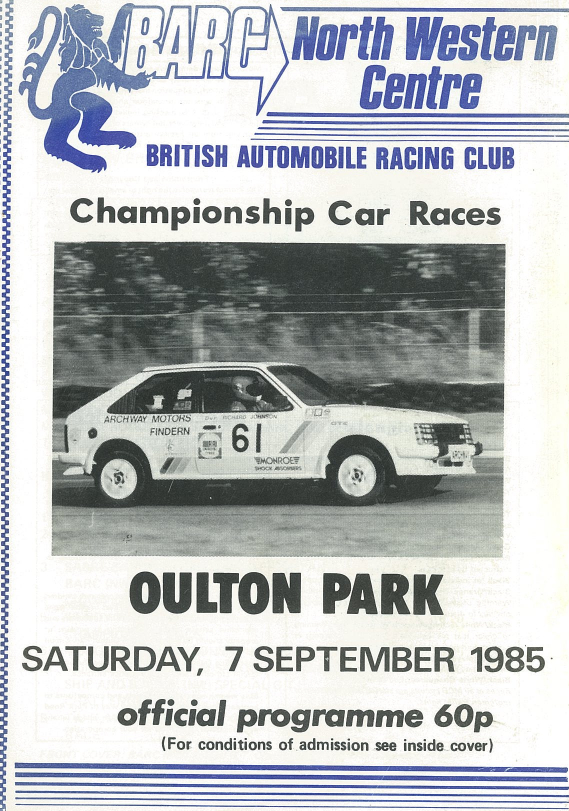 BARC
North Western
Centre
BRITISH AUTOMOBILE RACING CLUB
Championship Car Races
ARCHWAY MOTORS
FINDERN
RICHARD JOHNSON
61
GTE
MONROE
SHOCK ABSORBERS
OULTON PARK
SATURDAY, 7 SEPTEMBER 1985
official programme 60p
(For conditions of admission see inside cover)